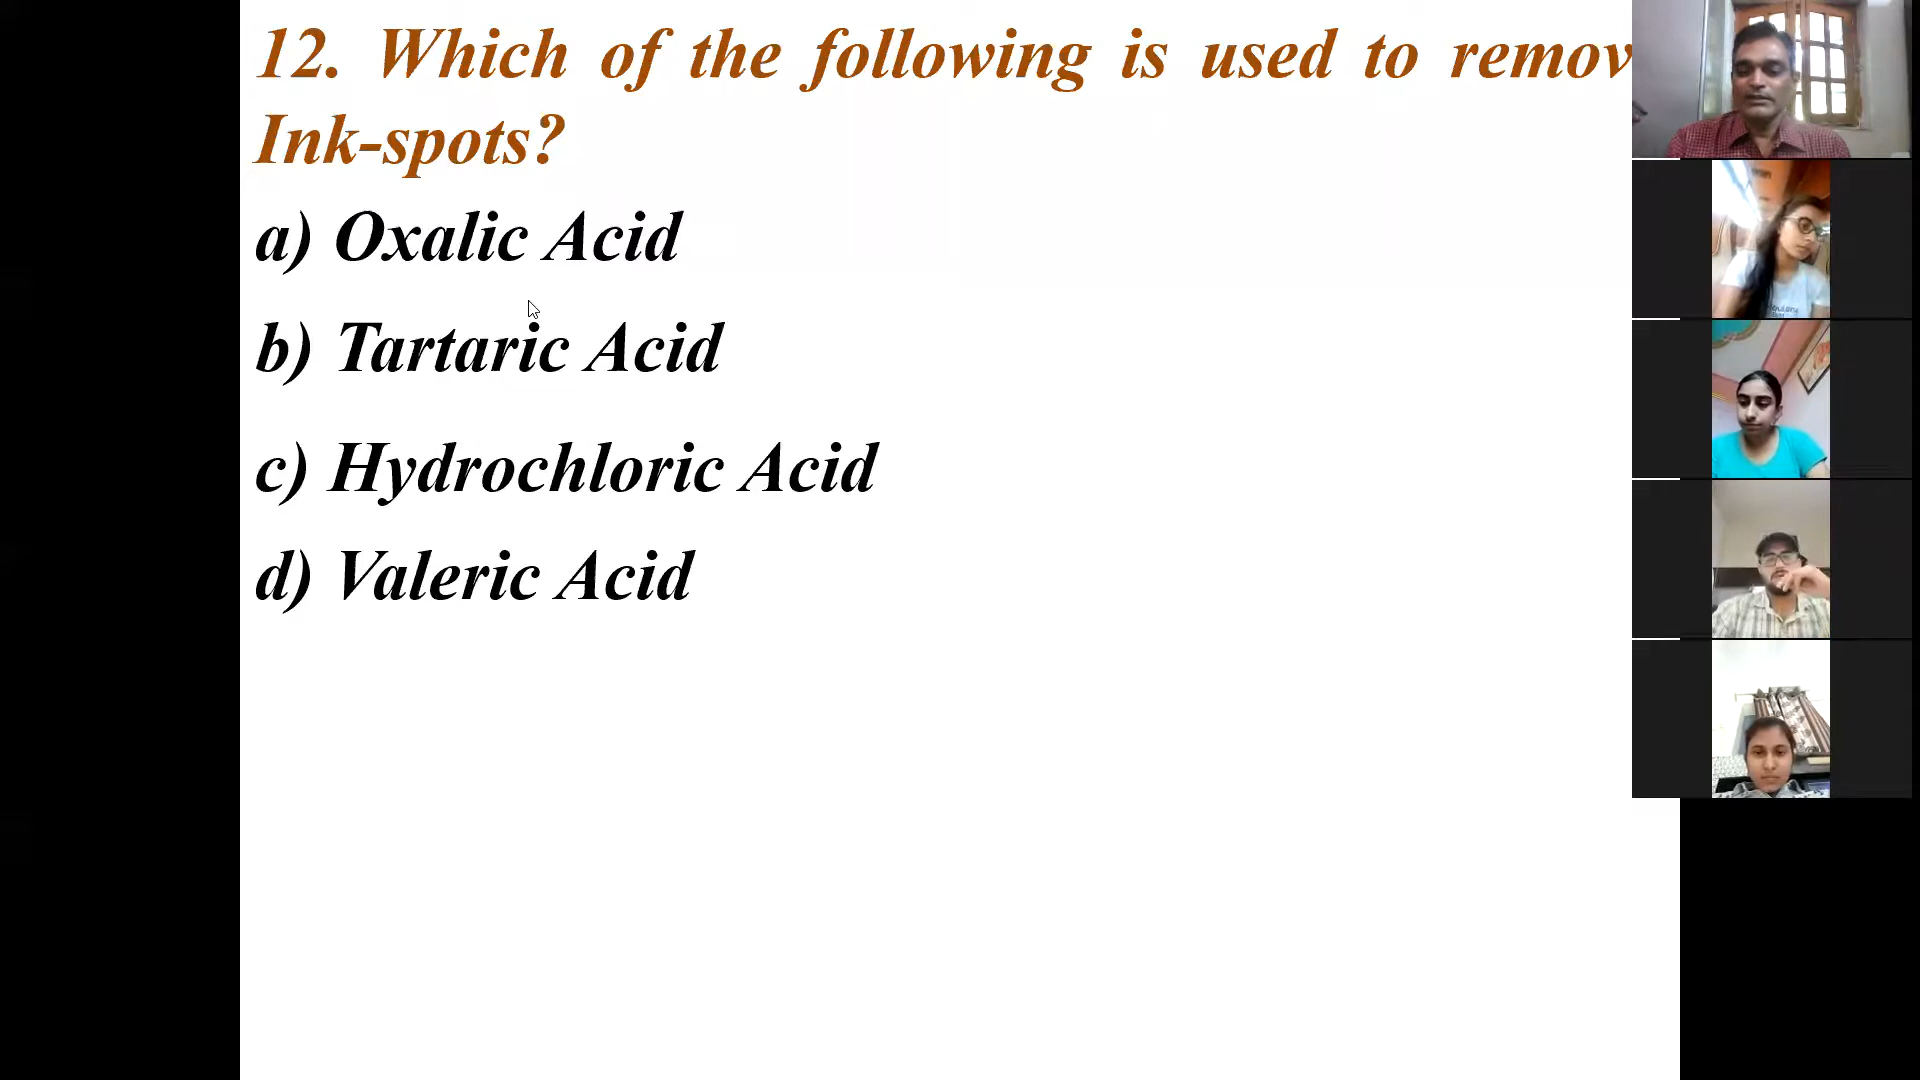 12. Which of the following is used to remov
Ink-spots?
a) Oxalic Acid
b) Tartaric Acid
c) Hydrochloric Acid
d) Valeric Acid